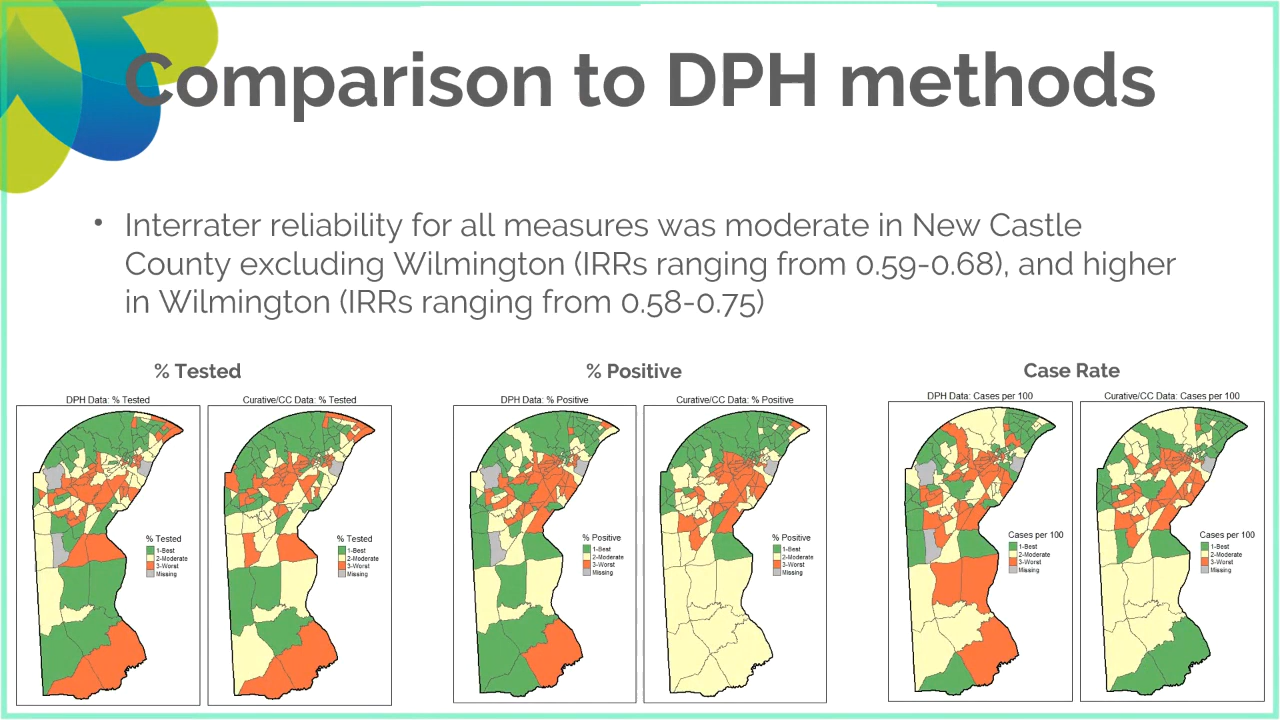 Comparison to DPH methods
• Interrater reliability for all measures was moderate in New Castle
County excluding Wilmington (IRRs ranging from 0.59-0.68), and higher
in Wilmington (IRRs ranging from 0.58-0.75)
% Tested
DPH Data: % Tested
% Tested
1-Best
2-Moderate
3-Worst
Missing
Curative/CC Data: % Tested
% Tested
1-Best
2-Moderate
3-Worst
Missing
% Positive
DPH Data: % Positive
% Positive
1-Best
2-Moderate
3-Worst
Missing
Curative/CC Data: % Positive
% Positive
1-Best
2-Moderate
3-Worst
Missing
Case Rate
DPH Data: Cases per 100
Cases per 100
1-Best
2-Moderate
3-Worst
Missing
Curative/CC Data: Cases per 100
Cases per 100
1-Best
2-Moderate
3-Worst
Missing